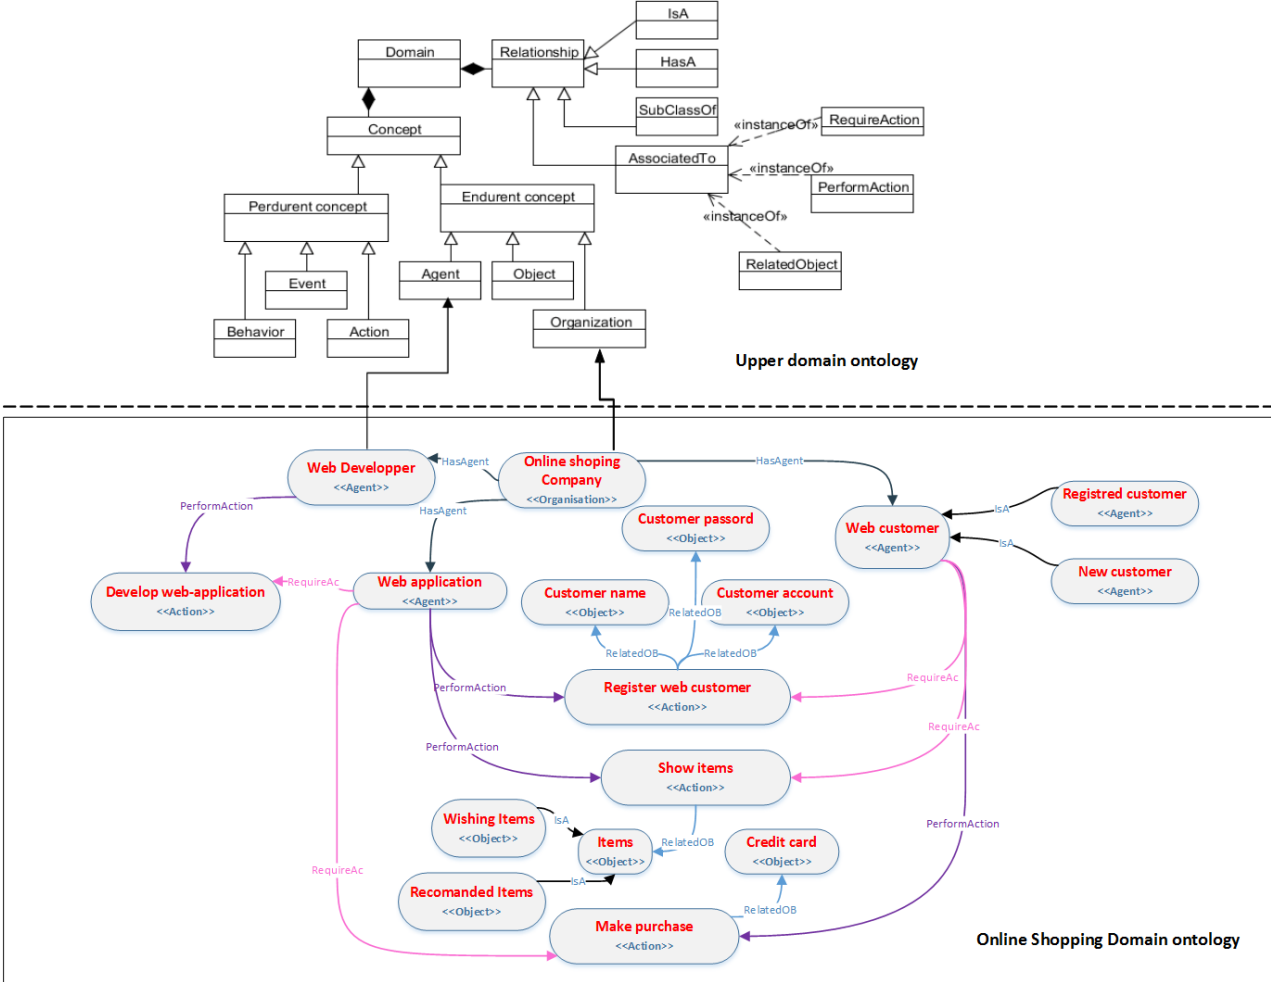 IsA
Domain
Relationship
HasA
SubClassOf
Concept
«instanceOf»
RequireAction
AssociatedTo
«instanceOf»
PerformAction
Perdurent concept
Endurent concept
«instanceOf»
RelatedObject
Agent
Object
Event
Behavior
Action
Organization
Upper domain ontology
Web Developper
<<Agent>>
HasAgent
Online shoping
Company
<<Organisation>>
HasAgent
Registred customer
<<Agent>>
IsA
PerformAction
HasAgent
Customer passord
<<Object>>
Web customer
<<Agent>>
IsA
New customer
<<Agent>>
Develop web-application
<<Action>>
RequireAc
Web application
<<Agent>>
Customer name
<<Object>>
RelatedOB
Customer account
<<Object>>
RelatedOB
RelatedOB
PerformAction
Register web customer
<<Action>>
RequireAc
PerformAction
RequireAc
Show items
<<Action>>
Wishing Items
<<Object>>
IsA
Items
<<Object>>
RelatedOB
Credit card
<<Object>>
PerformAction
RequireAc
Recomanded Items
<<Object>>
IsA
RelatedOB
Make purchase
<<Action>>
Online Shopping Domain ontology